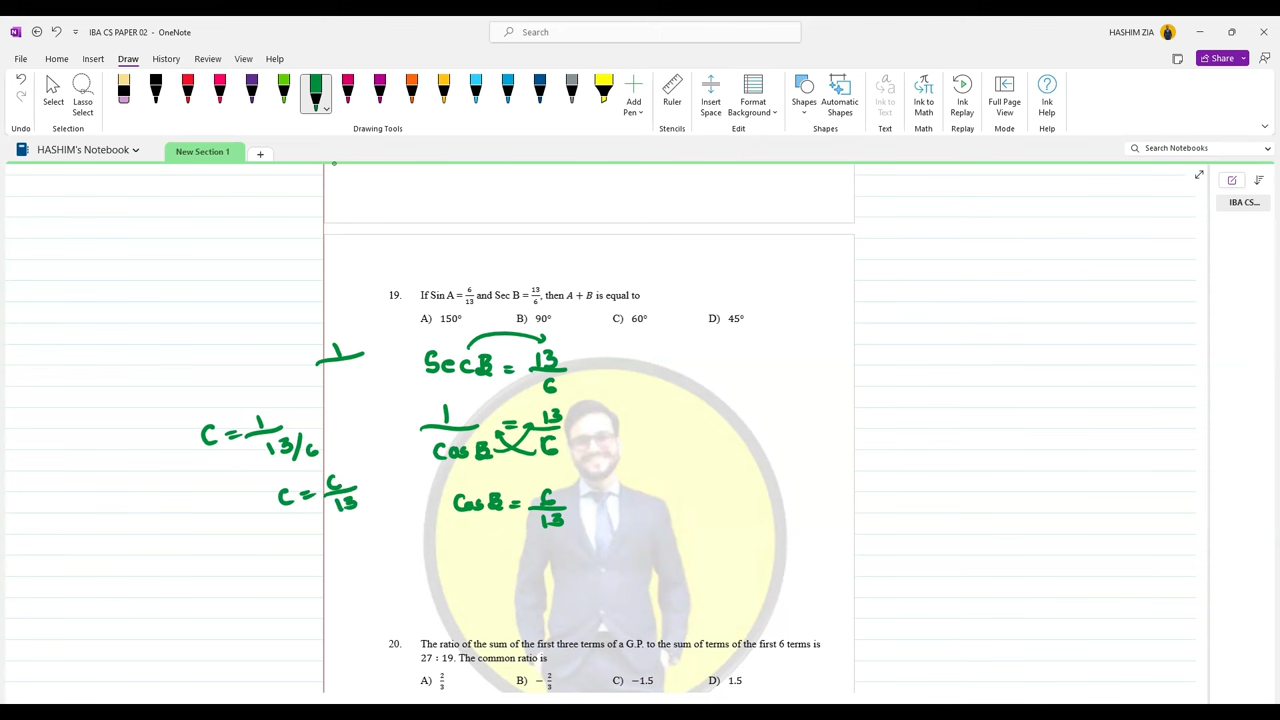 IBA CS PAPER 02 - OneNote
Search
HASHIM ZIA
File Home Insert Draw History Review View Help
Share
Select
Lasso Select
Add Pen
Ruler
Insert Space
Format Background
Shapes
Automatic Shapes
Ink to Text
Ink to Math
Ink Replay
Full Page View
Ink Help
Undo Selection Drawing Tools Stencils Edit Shapes Text Math Replay Mode Help
HASHIM's Notebook New Section 1 + Search Notebooks
IBA CS...
19. If Sin A = 6/13 and Sec B = 13/6, then A + B is equal to
A) 150° B) 90° C) 60° D) 45°
1
Sec B = 13/6
1/Cos B = 13/6
C = 1/13/6
C = 6/13
Cos B = 6/13
20. The ratio of the sum of the first three terms of a G.P. to the sum of terms of the first 6 terms is
27 : 19. The common ratio is
A) 2/3 B) −2/3 C) −1.5 D) 1.5